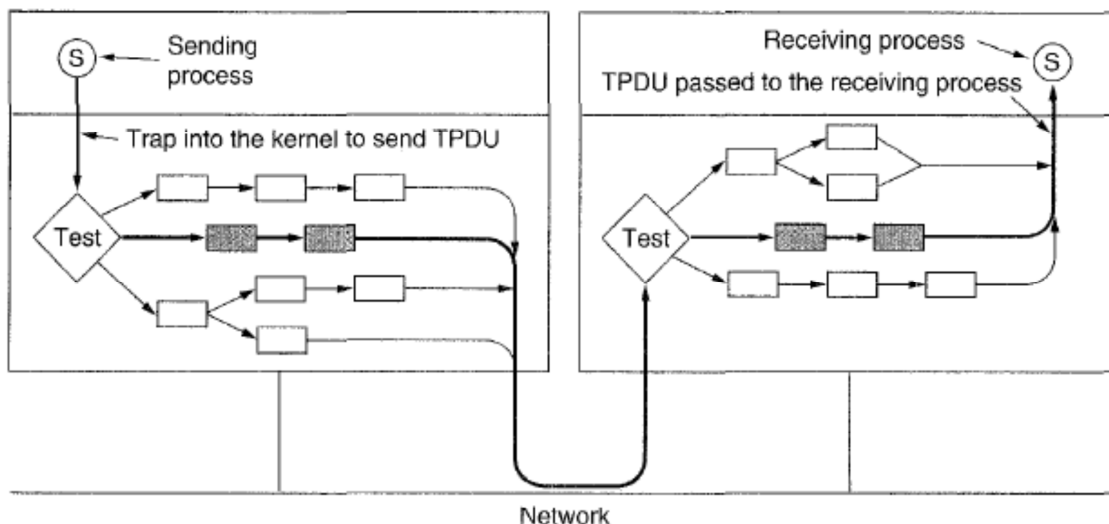 S
Sending
process
Trap into the kernel to send TPDU
Test
Receiving process
S
TPDU passed to the receiving process
Test
Network